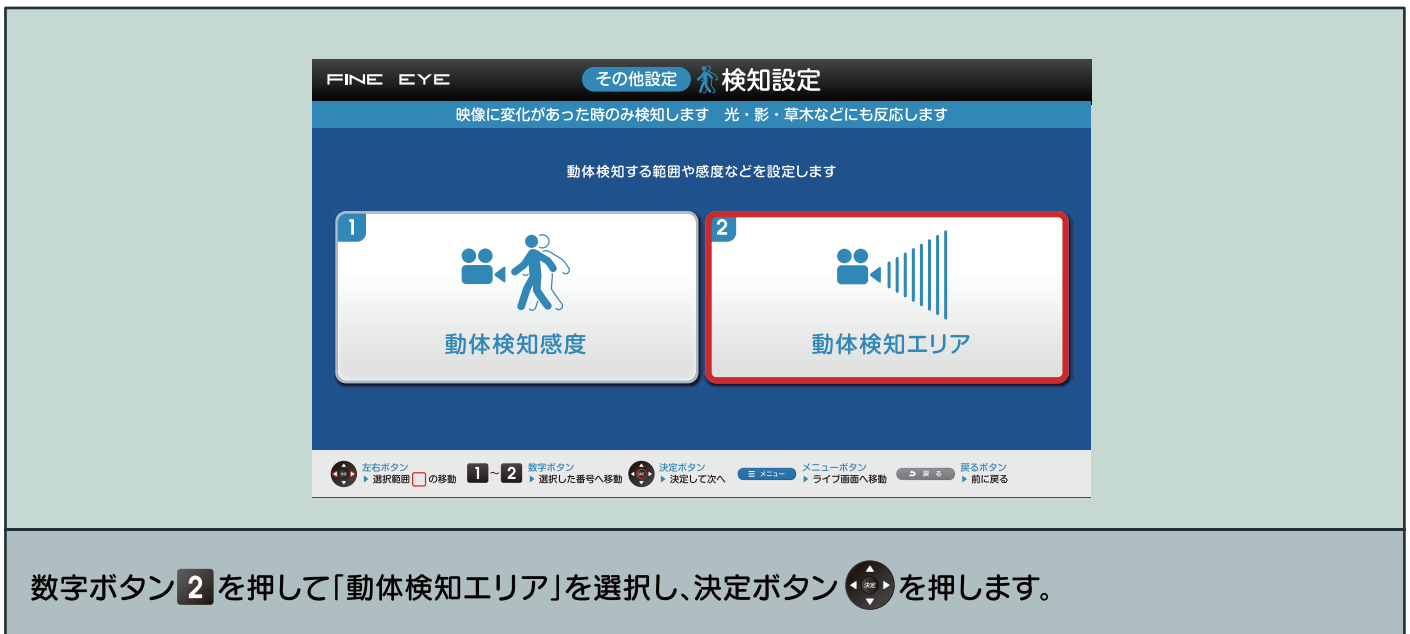 FINE EYE
その他設定 検知設定
映像に変化があった時のみ検知します 光・影・草木などにも反応します
動体検知する範囲や感度などを設定します
1
動体検知感度
2
動体検知エリア
左右ボタン
▶ 選択範囲 の移動
1 ~ 2
数字ボタン
▶ 選択した番号へ移動
決定ボタン
▶ 決定して次へ
☰ メニュー
メニューボタン
▶ ライブ画面へ移動
戻る
戻るボタン
▶ 前に戻る
数字ボタン 2 を押して「動体検知エリア」を選択し、決定ボタン 決定 を押します。